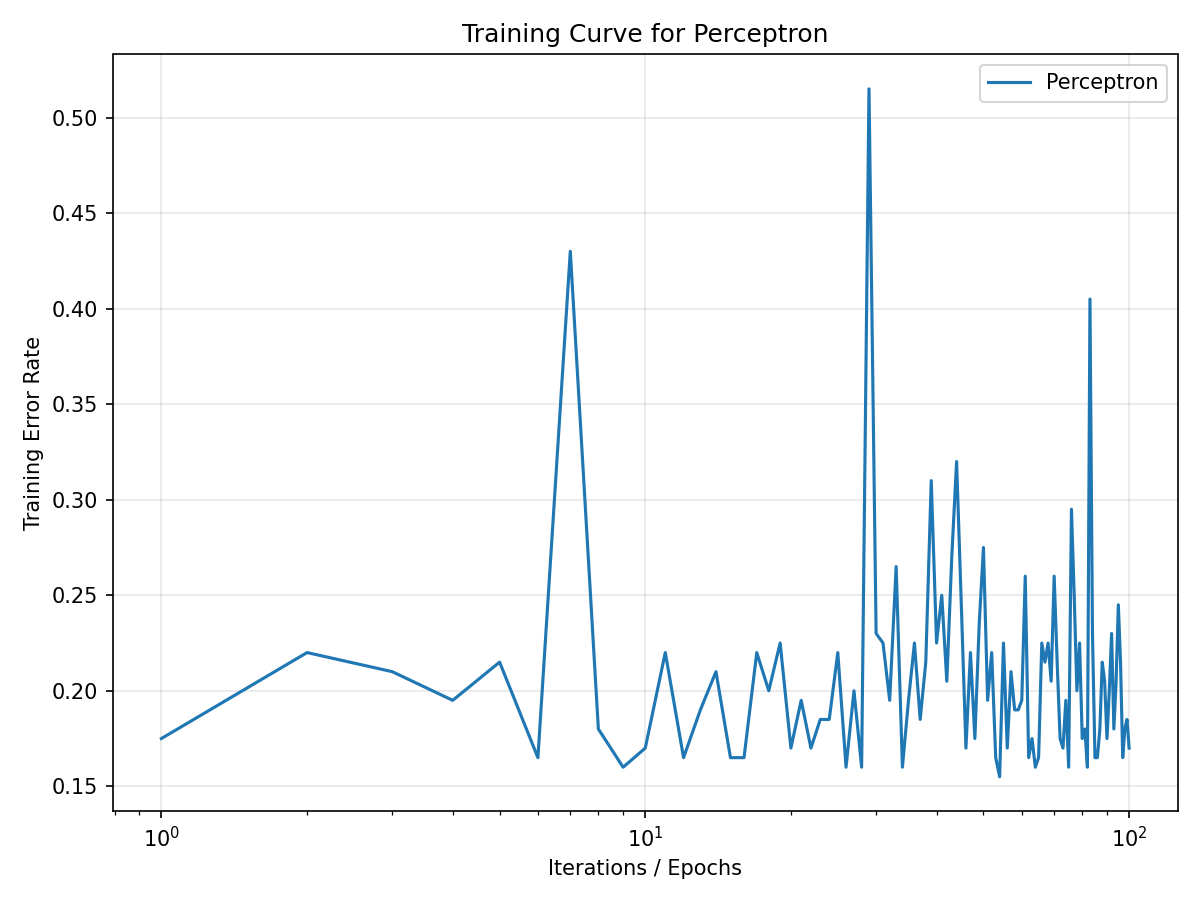 Training Curve for Perceptron
Perceptron
0.50
0.45
0.40
0.35
0.30
0.25
0.20
0.15
Training Error Rate
10⁰
10¹
10²
Iterations / Epochs